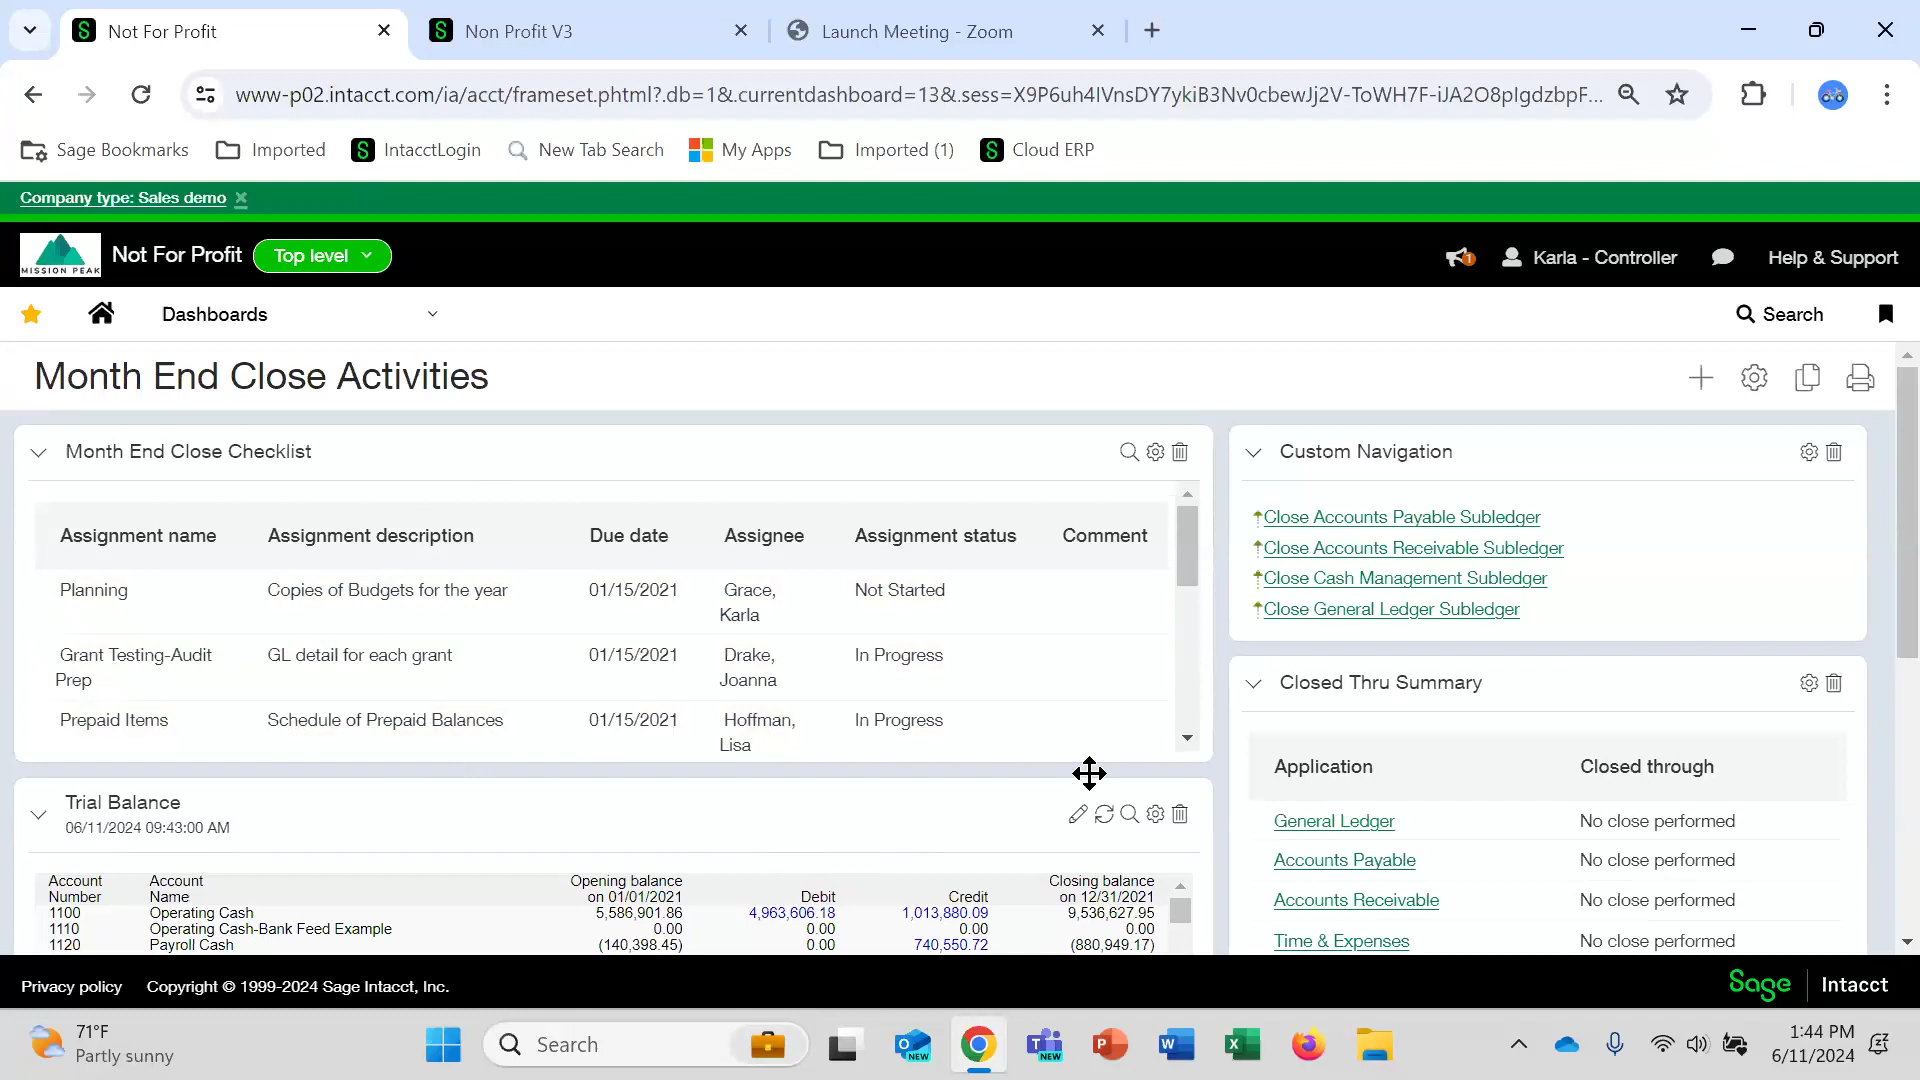 Not For Profit
Non Profit V3
Launch Meeting - Zoom
www-p02.intacct.com/ia/acct/frameset.phtml?.db=1&.currentdashboard=13&.sess=X9P6uh4IVnsDY7ykiB3Nv0cbewJj2V-ToWH7F-iJA2O8pIgdzbpF...
Sage Bookmarks
Imported
IntacctLogin
New Tab Search
My Apps
Imported (1)
Cloud ERP
Company type: Sales demo
MISSION PEAK
Not For Profit
Top level
1
Karla - Controller
Help & Support
Dashboards
Search
Month End Close Activities
Month End Close Checklist
Assignment name Assignment description Due date Assignee Assignment status Comment
Planning Copies of Budgets for the year 01/15/2021 Grace, Not Started
Karla
Grant Testing-Audit GL detail for each grant 01/15/2021 Drake, In Progress
Prep Joanna
Prepaid Items Schedule of Prepaid Balances 01/15/2021 Hoffman, In Progress
Lisa
Custom Navigation
Close Accounts Payable Subledger
Close Accounts Receivable Subledger
Close Cash Management Subledger
Close General Ledger Subledger
Closed Thru Summary
Application Closed through
General Ledger No close performed
Accounts Payable No close performed
Accounts Receivable No close performed
Time & Expenses No close performed
Trial Balance
06/11/2024 09:43:00 AM
Account Account Opening balance Closing balance
Number Name on 01/01/2021 Debit Credit on 12/31/2021
1100 Operating Cash 5,586,901.86 4,963,606.18 1,013,880.09 9,536,627.95
1110 Operating Cash-Bank Feed Example 0.00 0.00 0.00 0.00
1120 Payroll Cash (140,398.45) 0.00 740,550.72 (880,949.17)
Privacy policy Copyright © 1999-2024 Sage Intacct, Inc.
Sage Intacct
71°F
Partly sunny
Search
NEW
NEW
1:44 PM
6/11/2024